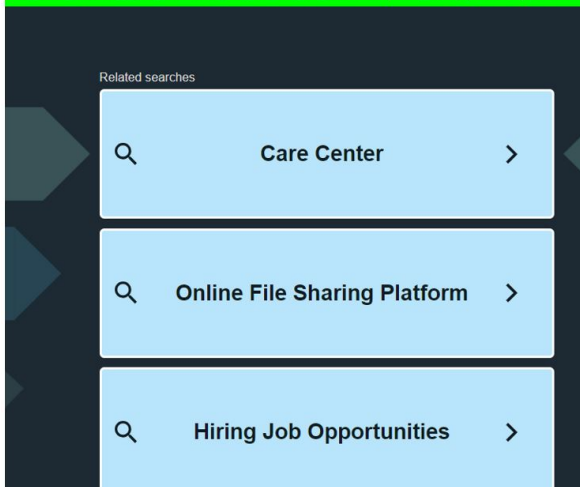 Related searches
Care Center
Online File Sharing Platform
Hiring Job Opportunities